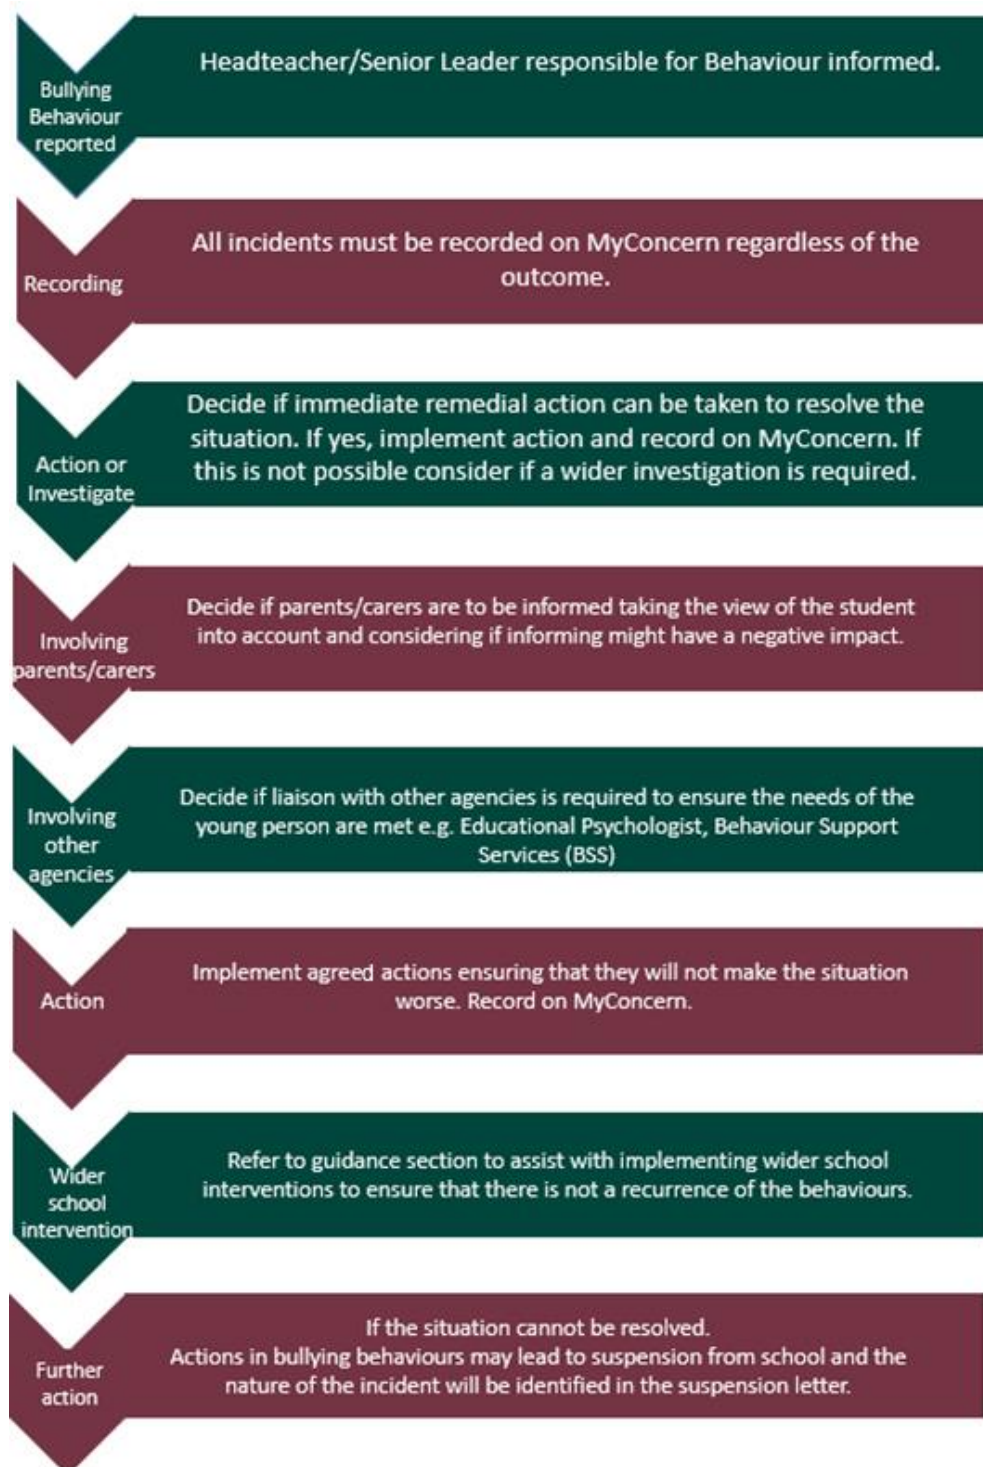 Bullying
Behaviour
reported
Headteacher/Senior Leader responsible for Behaviour informed.
Recording
All incidents must be recorded on MyConcern regardless of the
outcome.
Action or
Investigate
Decide if immediate remedial action can be taken to resolve the
situation. If yes, implement action and record on MyConcern. If
this is not possible consider if a wider investigation is required.
Involving
parents/carers
Decide if parents/carers are to be informed taking the view of the student
into account and considering if informing might have a negative impact.
Involving
other
agencies
Decide if liaison with other agencies is required to ensure the needs of the
young person are met e.g. Educational Psychologist, Behaviour Support
Services (BSS)
Action
Implement agreed actions ensuring that they will not make the situation
worse. Record on MyConcern.
Wider
school
intervention
Refer to guidance section to assist with implementing wider school
interventions to ensure that there is not a recurrence of the behaviours.
Further
action
If the situation cannot be resolved.
Actions in bullying behaviours may lead to suspension from school and the
nature of the incident will be identified in the suspension letter.